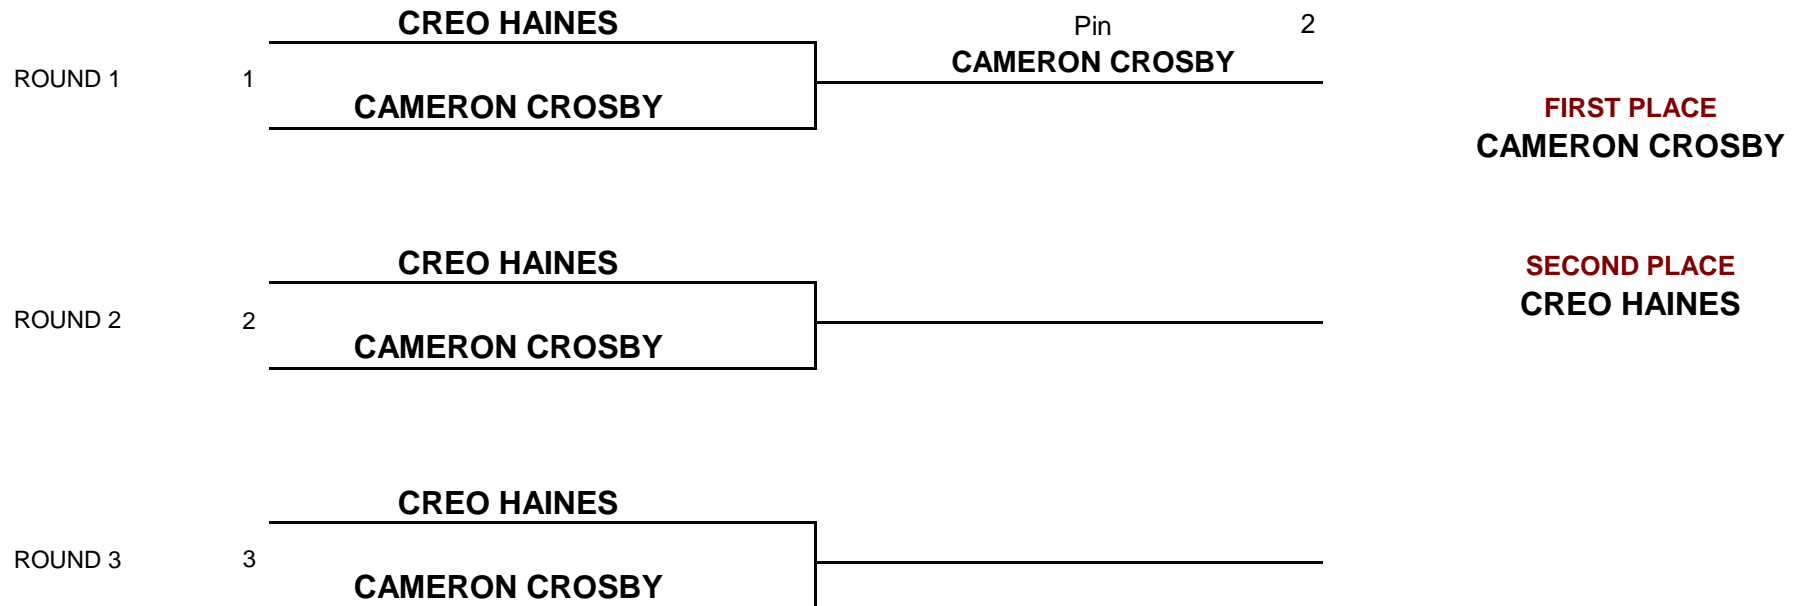 CREO HAINES
Pin 2
CAMERON CROSBY
ROUND 1 1
CAMERON CROSBY
FIRST PLACE
CAMERON CROSBY
CREO HAINES
SECOND PLACE
CREO HAINES
ROUND 2 2
CAMERON CROSBY
CREO HAINES
ROUND 3 3
CAMERON CROSBY